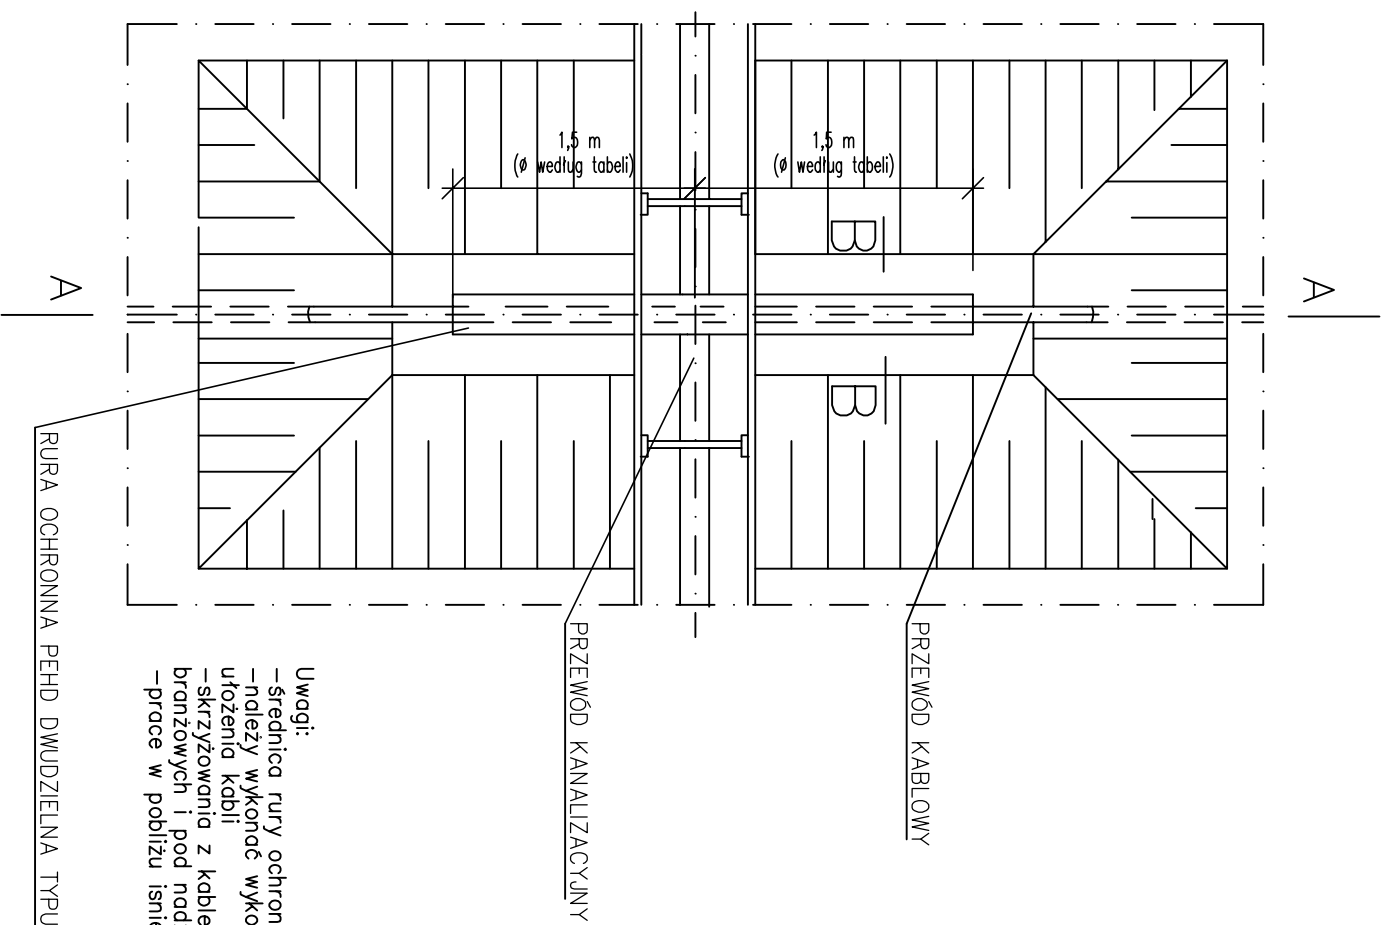 1,5 m
(ø według tabeli)
1,5 m
(ø według tabeli)
B
B
A
A
PRZEWÓD KABLOWY
PRZEWÓD KANALIZACYJNY
RURA OCHRONNA PEHD DWUDZIELNA TYPU
Uwagi:
-średnica rury
-należy wykonać
ułożenia kabli
-skrzyżowania z
branżowych i pod
-prace w pobliżu